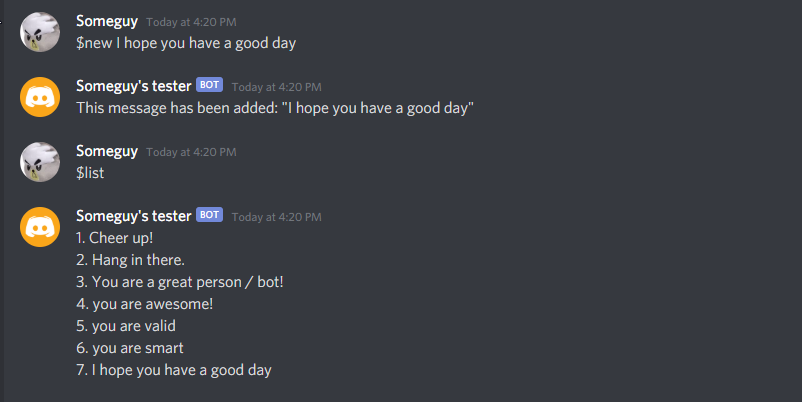 Someguy Today at 4:20 PM
$new I hope you have a good day
Someguy's tester BOT Today at 4:20 PM
This message has been added: "I hope you have a good day"
Someguy Today at 4:20 PM
$list
Someguy's tester BOT Today at 4:20 PM
1. Cheer up!
2. Hang in there.
3. You are a great person / bot!
4. you are awesome!
5. you are valid
6. you are smart
7. I hope you have a good day